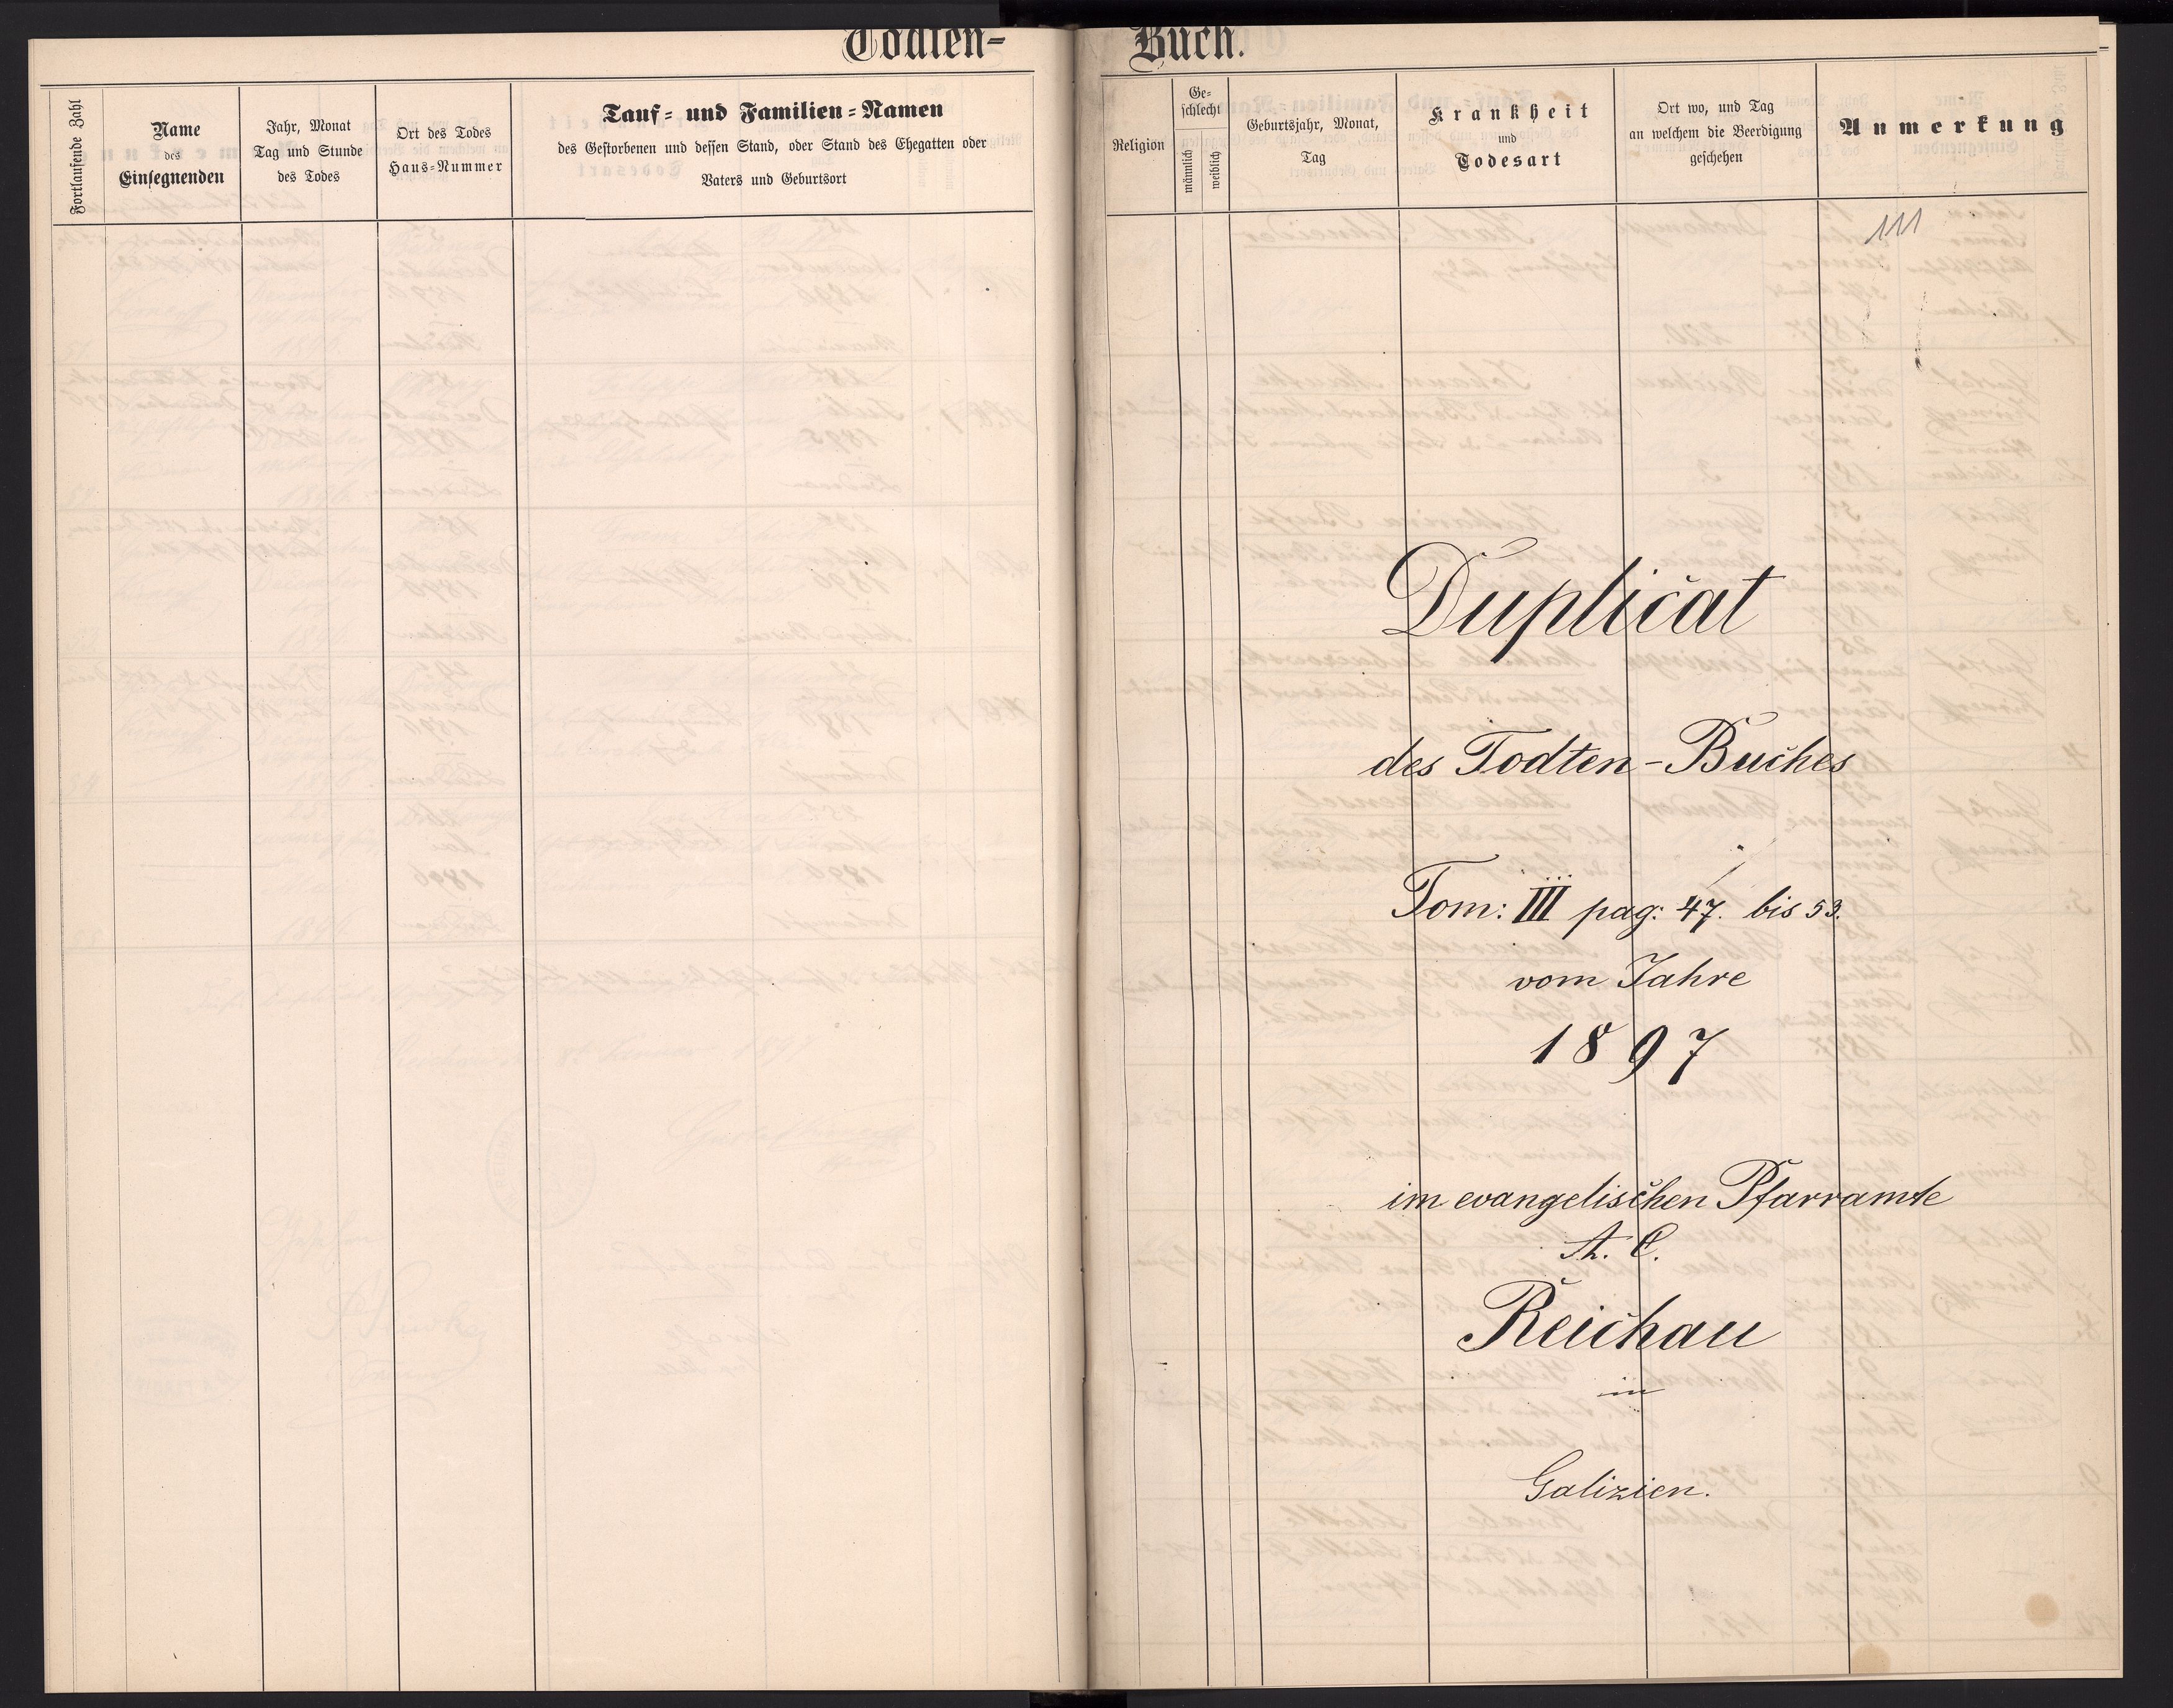 Todten-
Fortlaufende Zahl
Name
des
Einsegnenden
Jahr, Monat
Tag und Stunde
des Todes
Ort des Todes
Haus-Nummer
Tauf- und Familien-Namen
des Gestorbenen und dessen Stand, oder Stand des Ehegatten oder
Vaters und Geburtsort
Buch.
Religion
Ge-
schlecht
männlich
weiblich
Geburtsjahr, Monat,
Tag
Krankheit
und
Todesart
Ort wo, und Tag
an welchem die Beerdigung
geschehen
Anmerkung
111
Duplicat
des Todten-Buches
Tom: III pag: 47. bis 53.
vom Jahre
1897
im evangelischen Pfarramte
A. C.
Reichau
in
Galizien.